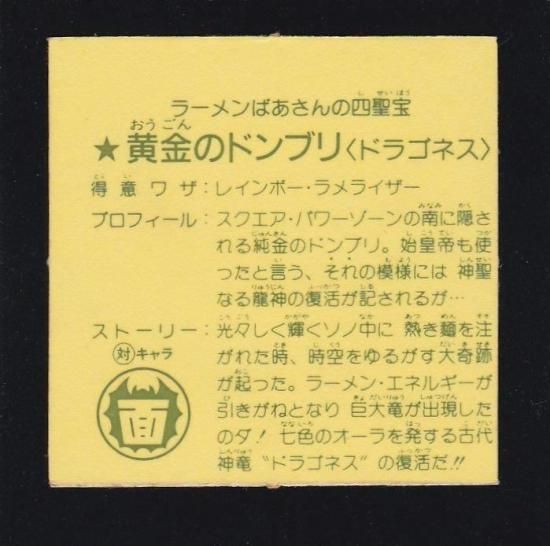 ラーメンばあさんの四聖宝
★黄金のドンブリ〈ドラゴネス〉
得意ワザ：レインボー・ラメライザー
プロフィール：スクエア・パワーゾーンの南に隠さ
れる純金のドンブリ。始皇帝も使
ったと言う、それの模様には 神聖
なる龍神の復活が記されるが…
ストーリー：光々しく輝くソノ中に 熱き麺を注
がれた時、時空をゆるがす大奇跡
が起った。ラーメン・エネルギーが
引きがねとなり 巨大竜が出現した
のダ！七色のオーラを発する古代
神竜“ドラゴネス”の復活だ!!
対キャラ
面